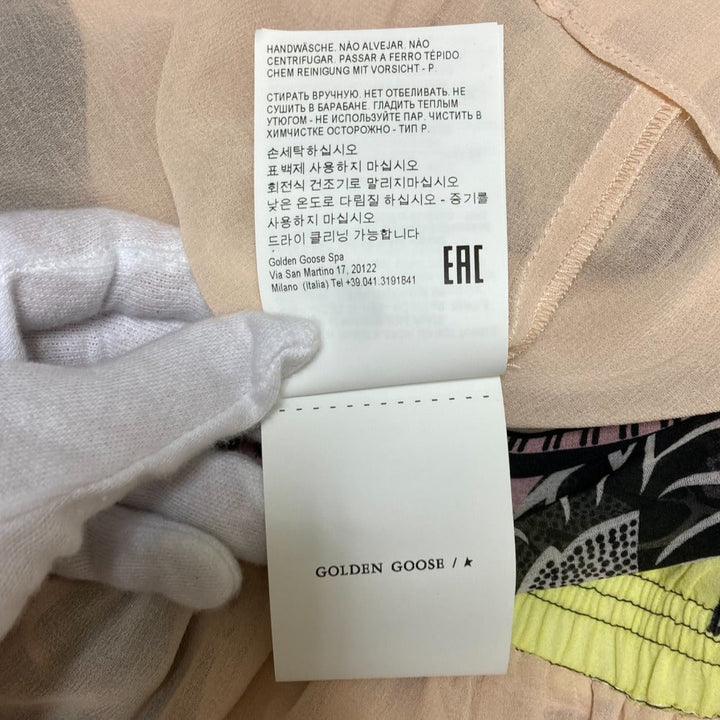 HANDWÄSCHE. NÃO ALVEJAR. NÃO
CENTRIFUGAR. PASSAR A FERRO TÉPIDO
CHEM REINIGUNG MIT VORSICHT - P.
СТИРАТЬ ВРУЧНУЮ. НЕТ ОТБЕЛИВАТЬ. НЕ
СУШИТЬ В БАРАБАНЕ. ГЛАДИТЬ ТЕПЛЫМ
УТЮГОМ - НЕ ИСПОЛЬЗУЙТЕ ПАР. ЧИСТИТЬ В
ХИМЧИСТКЕ ОСТОРОЖНО - ТИП P.
손세탁하십시오
표백제 사용하지 마십시오
회전식 건조기로 말리지마십시오
낮은 온도로 다림질 하십시오 - 증기를
사용하지 마십시오
드라이 클리닝 가능합니다
Golden Goose Spa
Via San Martino 17, 20122
Milano (Italia) Tel +39.041.3191841
EAC
GOLDEN GOOSE / ★